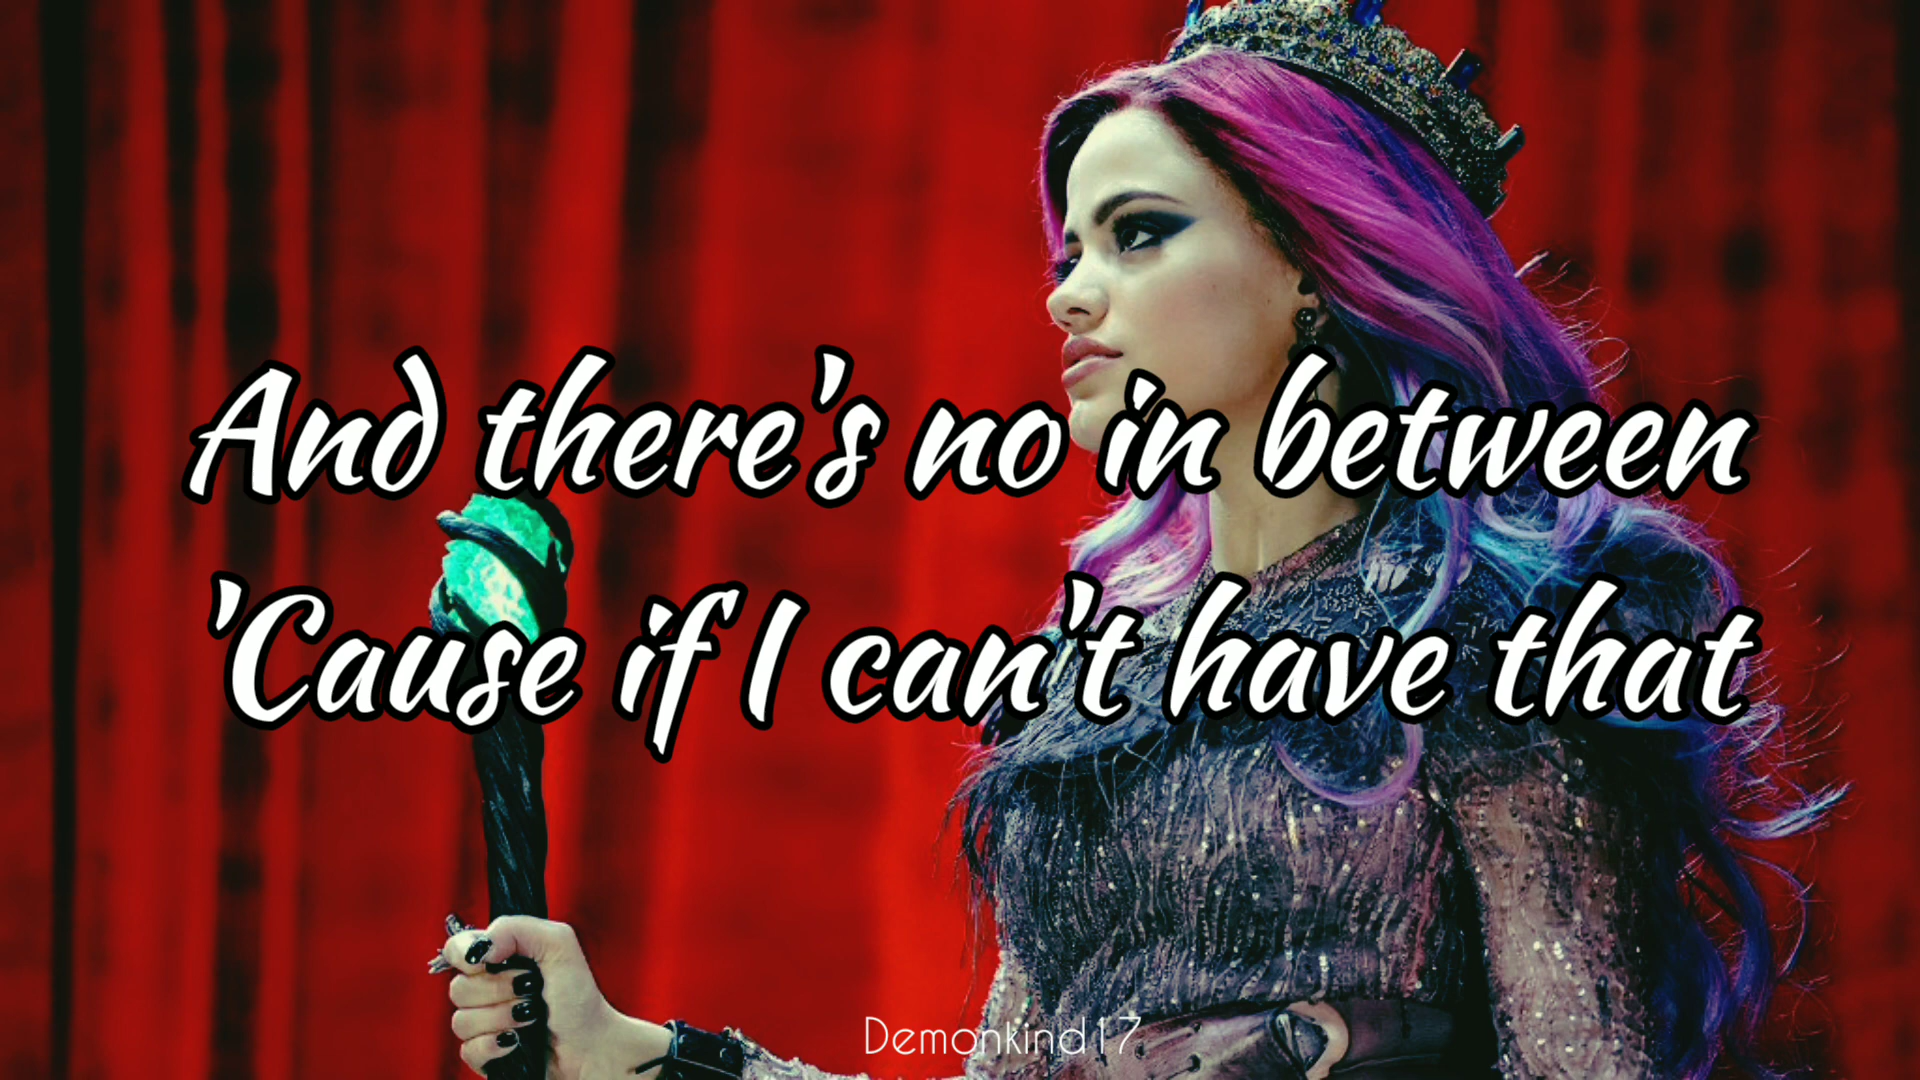 And there's no in between
'Cause if I can't have that
Demonkind17